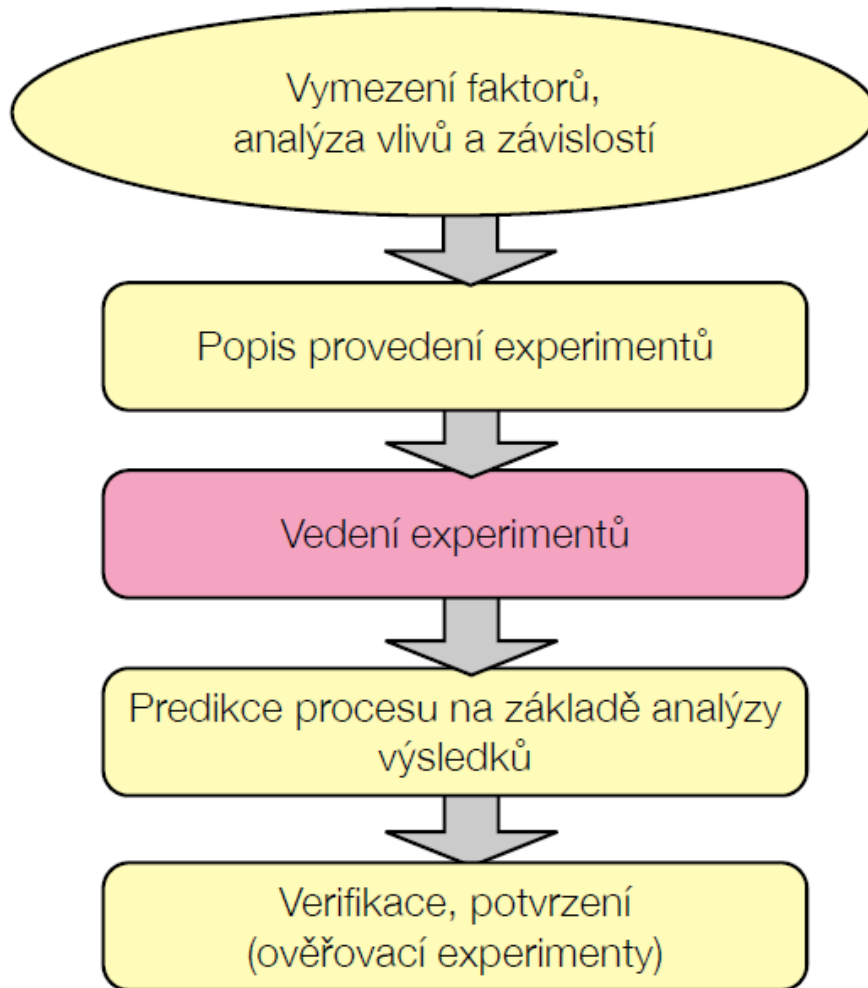 Vymezení faktorů,
analýza vlivů a závislostí
Popis provedení experimentů
Vedení experimentů
Predikce procesu na základě analýzy
výsledků
Verifikace, potvrzení
(ověřovací experimenty)